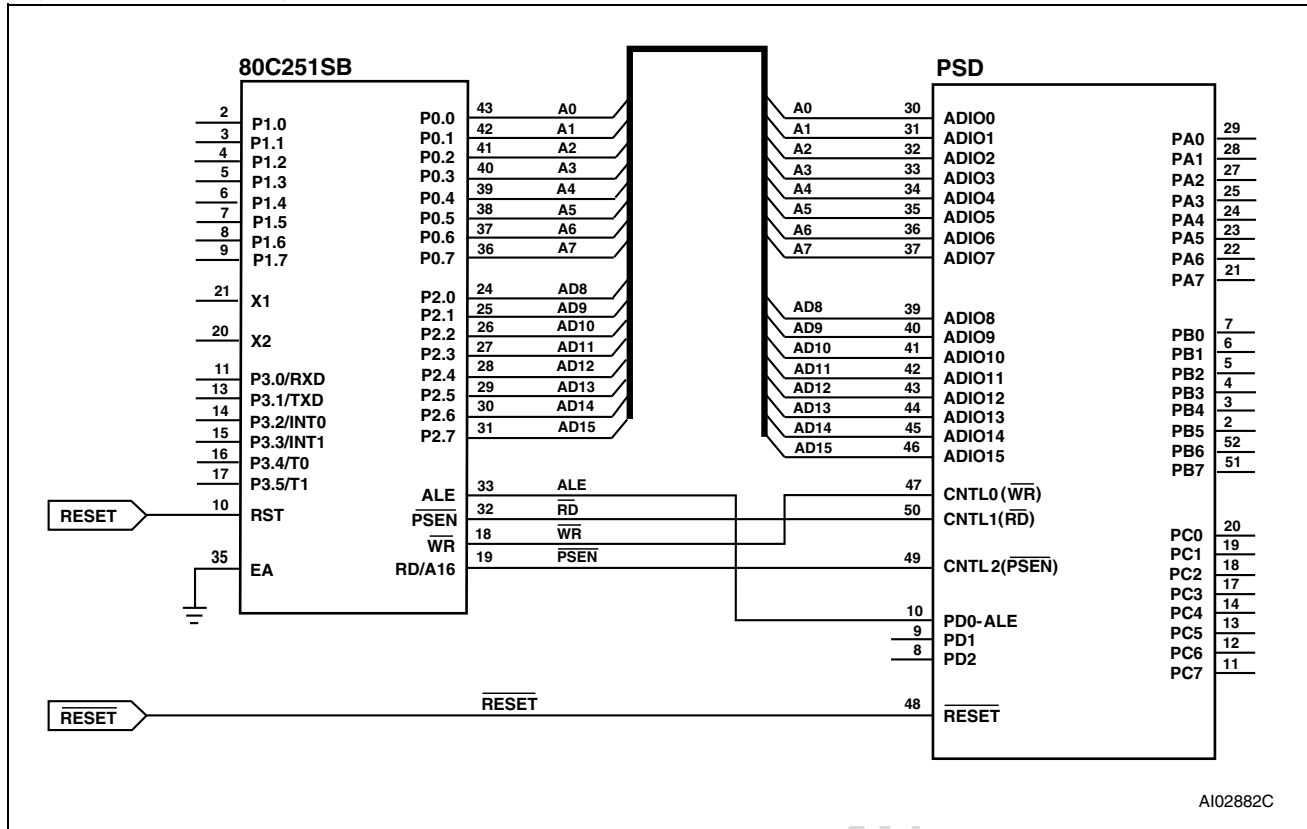 80C251SB
2 P1.0
3 P1.1
4 P1.2
5 P1.3
6 P1.4
7 P1.5
8 P1.6
9 P1.7
21 X1
20 X2
11 P3.0/RXD
13 P3.1/TXD
14 P3.2/INT0
15 P3.3/INT1
16 P3.4/T0
17 P3.5/T1
RESET 10 RST
35 EA
P0.0 43 A0
P0.1 42 A1
P0.2 41 A2
P0.3 40 A3
P0.4 39 A4
P0.5 38 A5
P0.6 37 A6
P0.7 36 A7
P2.0 24 AD8
P2.1 25 AD9
P2.2 26 AD10
P2.3 27 AD11
P2.4 28 AD12
P2.5 29 AD13
P2.6 30 AD14
P2.7 31 AD15
ALE 33 ALE
PSEN 32 RD
WR 18 WR
RD/A16 19 PSEN
PSD
A0 30 ADIO0
A1 31 ADIO1
A2 32 ADIO2
A3 33 ADIO3
A4 34 ADIO4
A5 35 ADIO5
A6 36 ADIO6
A7 37 ADIO7
AD8 39 ADIO8
AD9 40 ADIO9
AD10 41 ADIO10
AD11 42 ADIO11
AD12 43 ADIO12
AD13 44 ADIO13
AD14 45 ADIO14
AD15 46 ADIO15
47 CNTL0(WR)
50 CNTL1(RD)
49 CNTL 2(PSEN)
10 PD0-ALE
9 PD1
8 PD2
RESET RESET 48 RESET
PA0 29
PA1 28
PA2 27
PA3 25
PA4 24
PA5 23
PA6 22
PA7 21
PB0 7
PB1 6
PB2 5
PB3 4
PB4 3
PB5 2
PB6 52
PB7 51
PC0 20
PC1 19
PC2 18
PC3 17
PC4 14
PC5 13
PC6 12
PC7 11
AI02882C